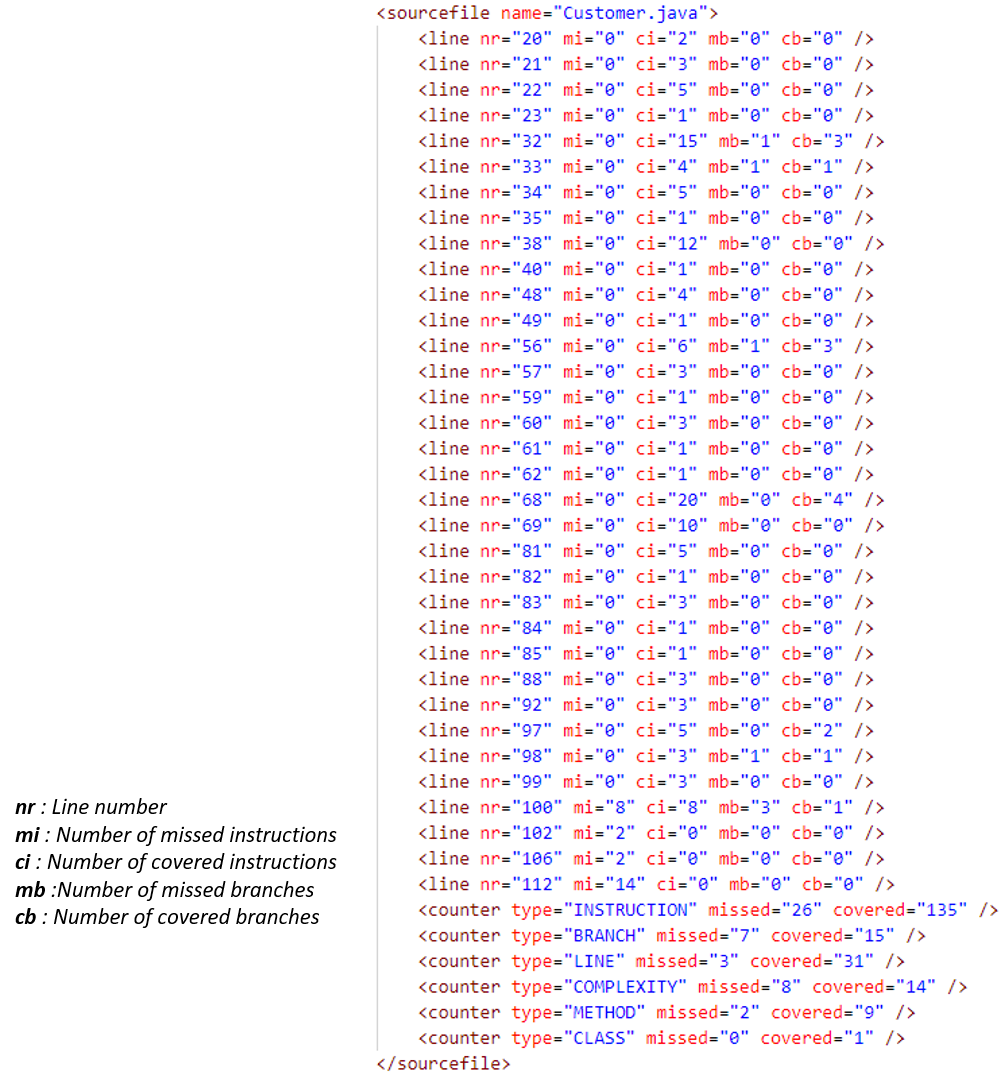 <sourcefile name="Customer.java">
<line nr="20" mi="0" ci="2" mb="0" cb="0" />
<line nr="21" mi="0" ci="3" mb="0" cb="0" />
<line nr="22" mi="0" ci="5" mb="0" cb="0" />
<line nr="23" mi="0" ci="1" mb="0" cb="0" />
<line nr="32" mi="0" ci="15" mb="1" cb="3" />
<line nr="33" mi="0" ci="4" mb="1" cb="1" />
<line nr="34" mi="0" ci="5" mb="0" cb="0" />
<line nr="35" mi="0" ci="1" mb="0" cb="0" />
<line nr="38" mi="0" ci="12" mb="0" cb="0" />
<line nr="40" mi="0" ci="1" mb="0" cb="0" />
<line nr="48" mi="0" ci="4" mb="0" cb="0" />
<line nr="49" mi="0" ci="1" mb="0" cb="0" />
<line nr="56" mi="0" ci="6" mb="1" cb="3" />
<line nr="57" mi="0" ci="3" mb="0" cb="0" />
<line nr="59" mi="0" ci="1" mb="0" cb="0" />
<line nr="60" mi="0" ci="3" mb="0" cb="0" />
<line nr="61" mi="0" ci="1" mb="0" cb="0" />
<line nr="62" mi="0" ci="1" mb="0" cb="0" />
<line nr="68" mi="0" ci="20" mb="0" cb="4" />
<line nr="69" mi="0" ci="10" mb="0" cb="0" />
<line nr="81" mi="0" ci="5" mb="0" cb="0" />
<line nr="82" mi="0" ci="1" mb="0" cb="0" />
<line nr="83" mi="0" ci="3" mb="0" cb="0" />
<line nr="84" mi="0" ci="1" mb="0" cb="0" />
<line nr="85" mi="0" ci="1" mb="0" cb="0" />
<line nr="88" mi="0" ci="3" mb="0" cb="0" />
<line nr="92" mi="0" ci="3" mb="0" cb="0" />
<line nr="97" mi="0" ci="5" mb="0" cb="2" />
<line nr="98" mi="0" ci="3" mb="1" cb="1" />
<line nr="99" mi="0" ci="3" mb="0" cb="0" />
<line nr="100" mi="8" ci="8" mb="3" cb="1" />
<line nr="102" mi="2" ci="0" mb="0" cb="0" />
<line nr="106" mi="2" ci="0" mb="0" cb="0" />
<line nr="112" mi="14" ci="0" mb="0" cb="0" />
<counter type="INSTRUCTION" missed="26" covered="135" />
<counter type="BRANCH" missed="7" covered="15" />
<counter type="LINE" missed="3" covered="31" />
<counter type="COMPLEXITY" missed="8" covered="14" />
<counter type="METHOD" missed="2" covered="9" />
<counter type="CLASS" missed="0" covered="1" />
</sourcefile>
nr : Line number
mi : Number of missed instructions
ci : Number of covered instructions
mb :Number of missed branches
cb : Number of covered branches